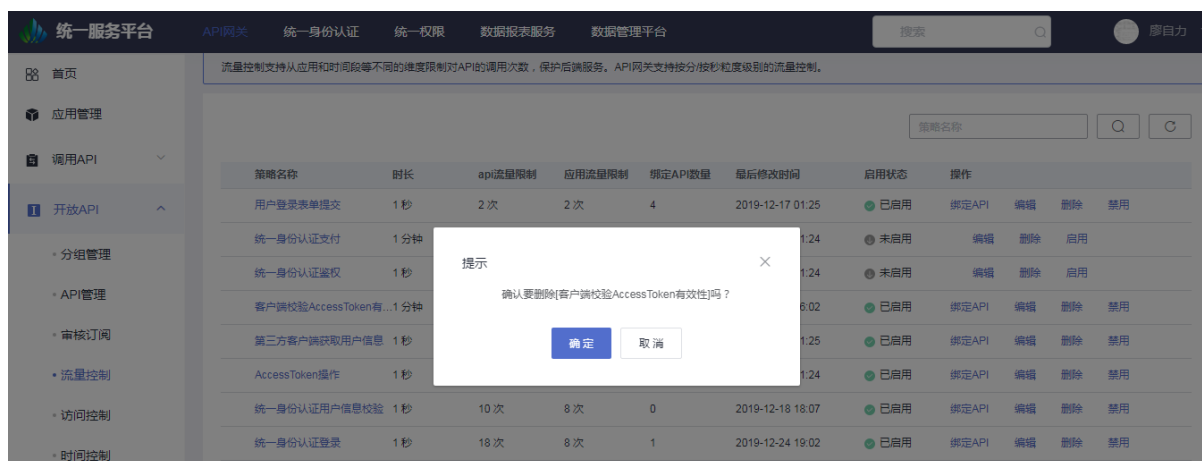 统一服务平台 API网关 统一身份认证 统一权限 数据报表服务 数据管理平台 搜索 廖自力
首页
应用管理
调用API
开放API
分组管理
API管理
审核订阅
流量控制
访问控制
时间控制
流量控制支持从应用和时间段等不同的维度限制对API的调用次数，保护后端服务。API网关支持按分/按秒粒度级别的流量控制。
策略名称
策略名称 时长 api流量限制 应用流量限制 绑定API数量 最后修改时间 启用状态 操作
用户登录表单提交 1 秒 2 次 2 次 4 2019-12-17 01:25 已启用 绑定API 编辑 删除 禁用
统一身份认证支付 1 分钟 1:24 未启用 编辑 删除 启用
统一身份认证鉴权 1 秒 1:24 未启用 编辑 删除 启用
客户端校验AccessToken有... 1 分钟 6:02 已启用 绑定API 编辑 删除 禁用
第三方客户端获取用户信息 1 秒 1:25 已启用 绑定API 编辑 删除 禁用
AccessToken操作 1 秒 1:24 已启用 绑定API 编辑 删除 禁用
统一身份认证用户信息校验 1 秒 10 次 8 次 0 2019-12-18 18:07 已启用 绑定API 编辑 删除 禁用
统一身份认证登录 1 秒 18 次 8 次 1 2019-12-24 19:02 已启用 绑定API 编辑 删除 禁用
提示
确认要删除[客户端校验AccessToken有效性]吗？
确定 取消